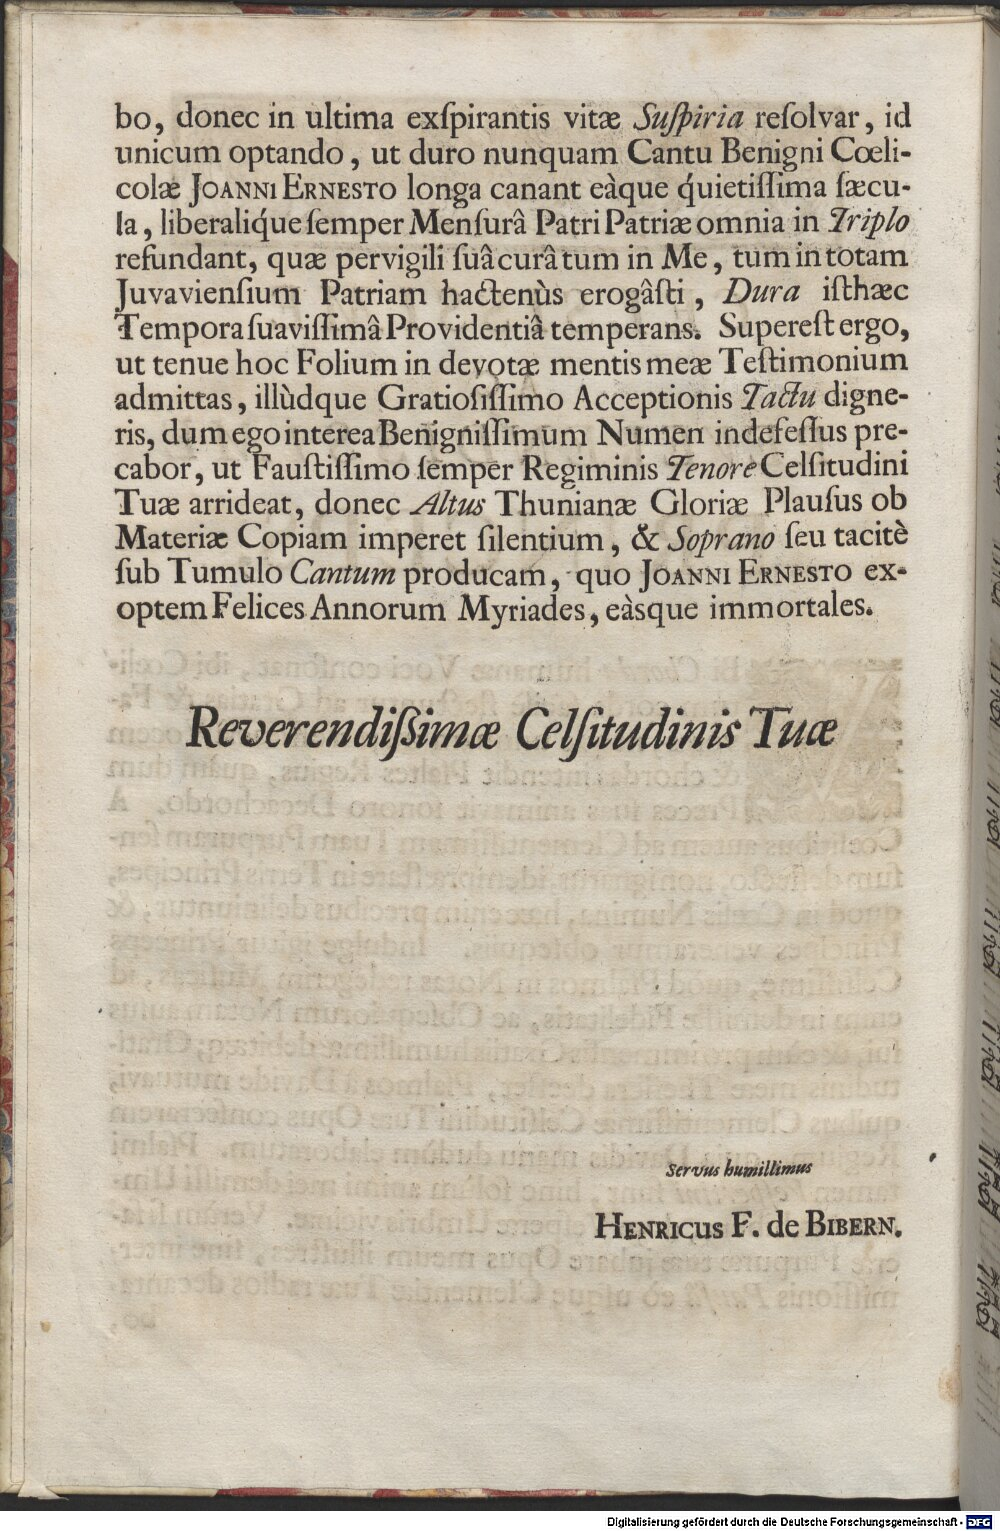 bo, donec in ultima exſpirantis vitæ Suſpiria reſolvar, id
unicum optando, ut duro nunquam Cantu Benigni Cœli-
colæ JOANNI ERNESTO longa canant eàque q́uietiſſima ſæcu-
la, liberaliq́ue ſemper Menſurâ Patri Patriæ omnia in Triplo
refundant, quæ pervigili ſuâ curâ tum in Me, tum in totam
Juvavienſium Patriam hactenùs erogâſti, Dura iſthæc
Tempora ſuaviſſimâ Providentiâ temperans. Supereſt ergo,
ut tenue hoc Folium in devotæ mentis meæ Teſtimonium
admittas, illùdque Gratioſiſſimo Acceptionis Tactu digne-
ris, dum ego interea Benigniſſimum Numen indefeſſus pre-
cabor, ut Fauſtiſſimo ſemper Regiminis Tenore Celſitudini
Tuæ arrideat, donec Altus Thunianæ Gloriæ Plauſus ob
Materiæ Copiam imperet ſilentium, & Soprano ſeu tacitè
ſub Tumulo Cantum producam, quo JOANNI ERNESTO ex-
optem Felices Annorum Myriades, eàsque immortales.
Reverendiſſimæ Celſitudinis Tuæ
Servus humillimus
HENRICUS F. de BIBERN.
Digitalisierung gefördert durch die Deutsche Forschungsgemeinschaft - DFG